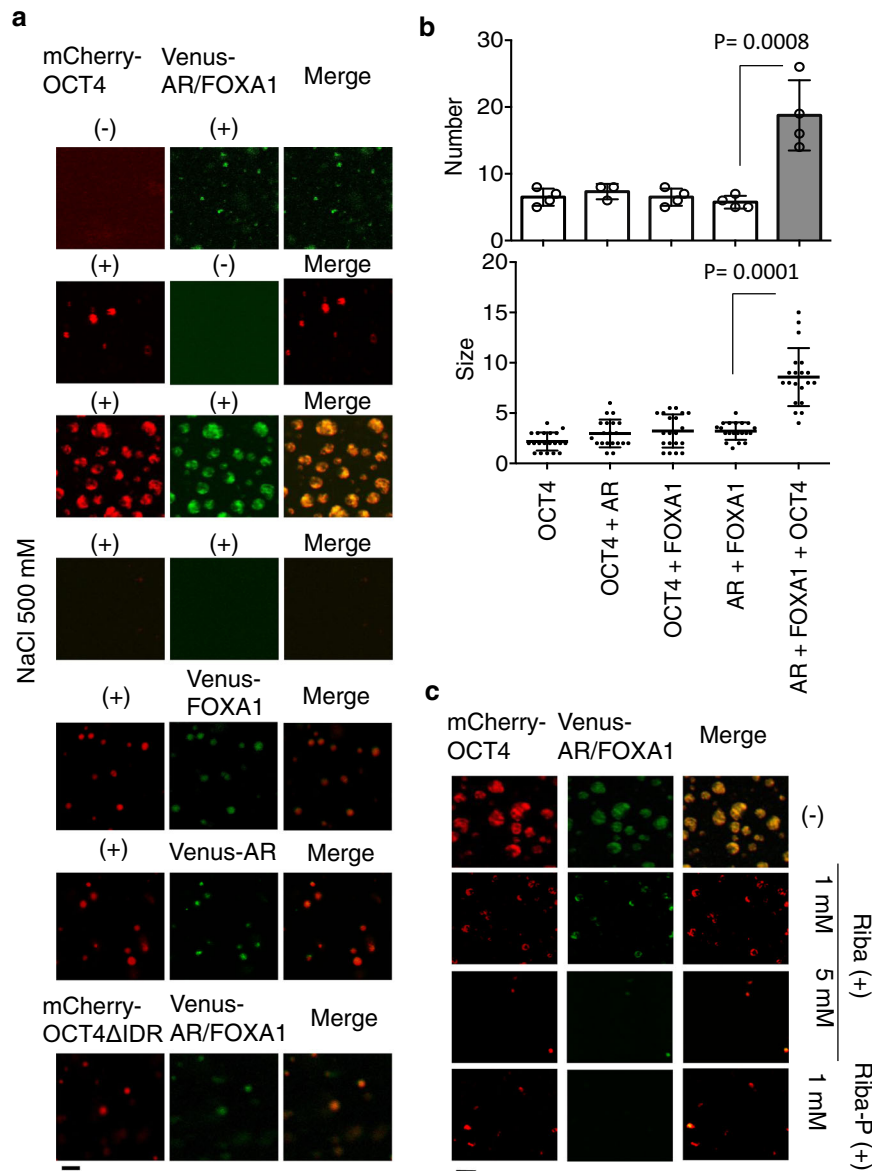 a
mCherry-
OCT4
Venus-
AR/FOXA1
Merge
(-)
(+)
(+)
(-)
Merge
(+)
(+)
Merge
(+)
(+)
Merge
NaCl 500 mM
(+)
Venus-
FOXA1
Merge
(+)
Venus-AR
Merge
mCherry-
OCT4ΔIDR
Venus-
AR/FOXA1
Merge
b
P= 0.0008
Number
30
20
10
0
P= 0.0001
Size
20
15
10
5
0
OCT4
OCT4 + AR
OCT4 + FOXA1
AR + FOXA1
AR + FOXA1 + OCT4
c
mCherry-
OCT4
Venus-
AR/FOXA1
Merge
(-)
1 mM
5 mM
Riba (+)
1 mM
Riba-P (+)